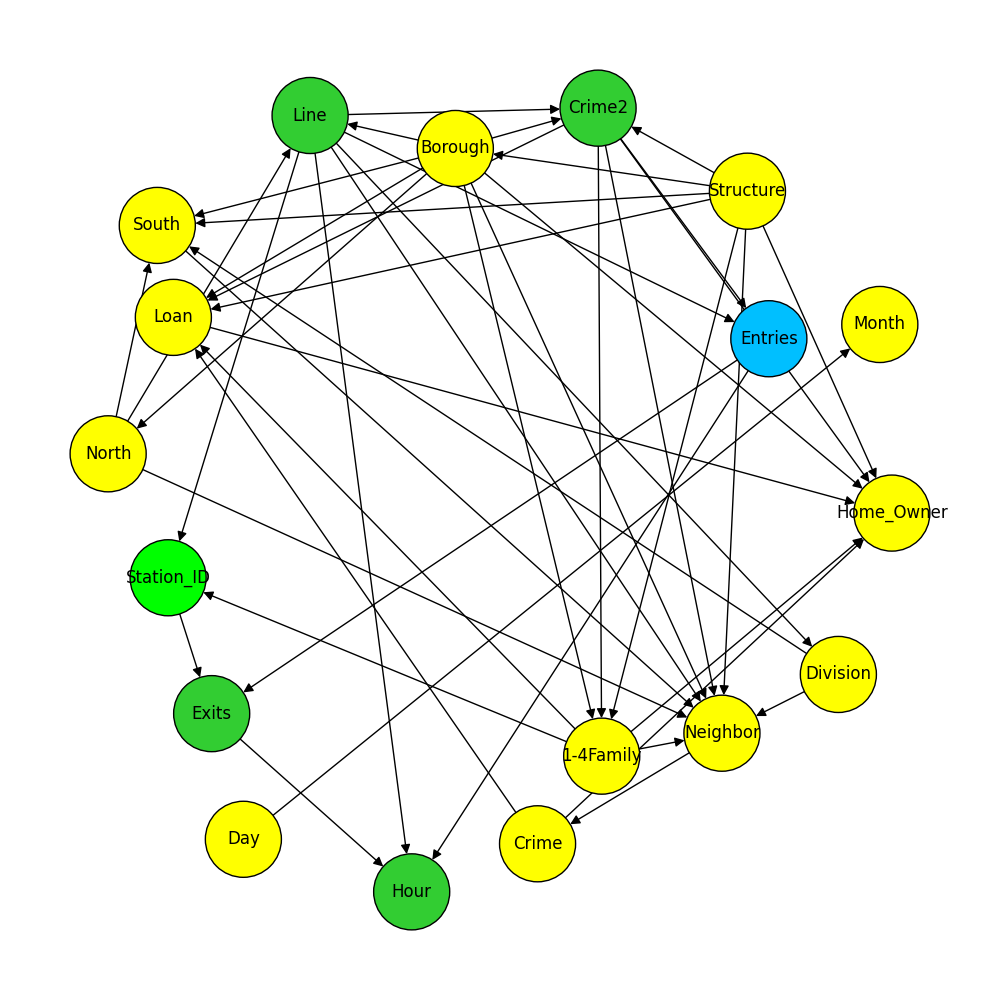 Crime2
Line
Borough
Structure
South
Loan
Month
Entries
North
Home_Owner
Station_ID
Division
Exits
Neighbor
1-4Family
Day
Crime
Hour